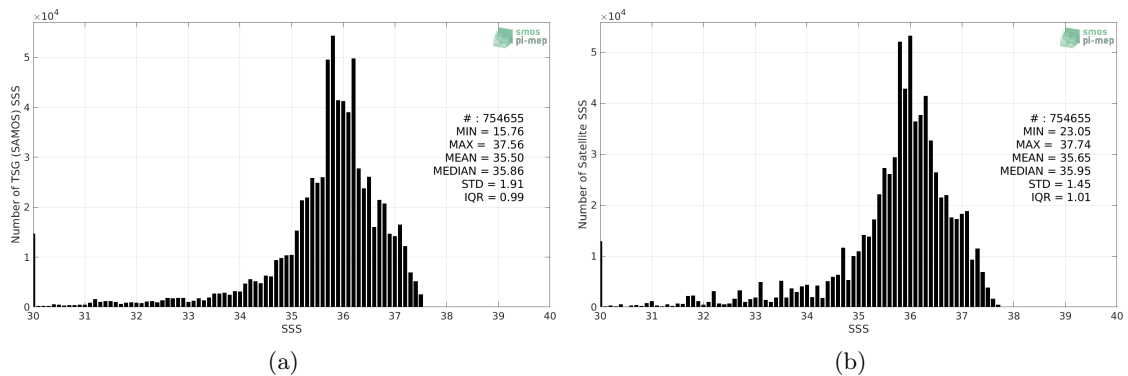 ×10⁴
Number of TSG (SAMOS) SSS
5
4
3
2
1
0
30 31 32 33 34 35 36 37 38 39 40
SSS
smos
pi-mep
# : 754655
MIN = 15.76
MAX = 37.56
MEAN = 35.50
MEDIAN = 35.86
STD = 1.91
IQR = 0.99
(a)
×10⁴
Number of Satellite SSS
5
4
3
2
1
0
30 31 32 33 34 35 36 37 38 39 40
SSS
smos
pi-mep
# : 754655
MIN = 23.05
MAX = 37.74
MEAN = 35.65
MEDIAN = 35.95
STD = 1.45
IQR = 1.01
(b)